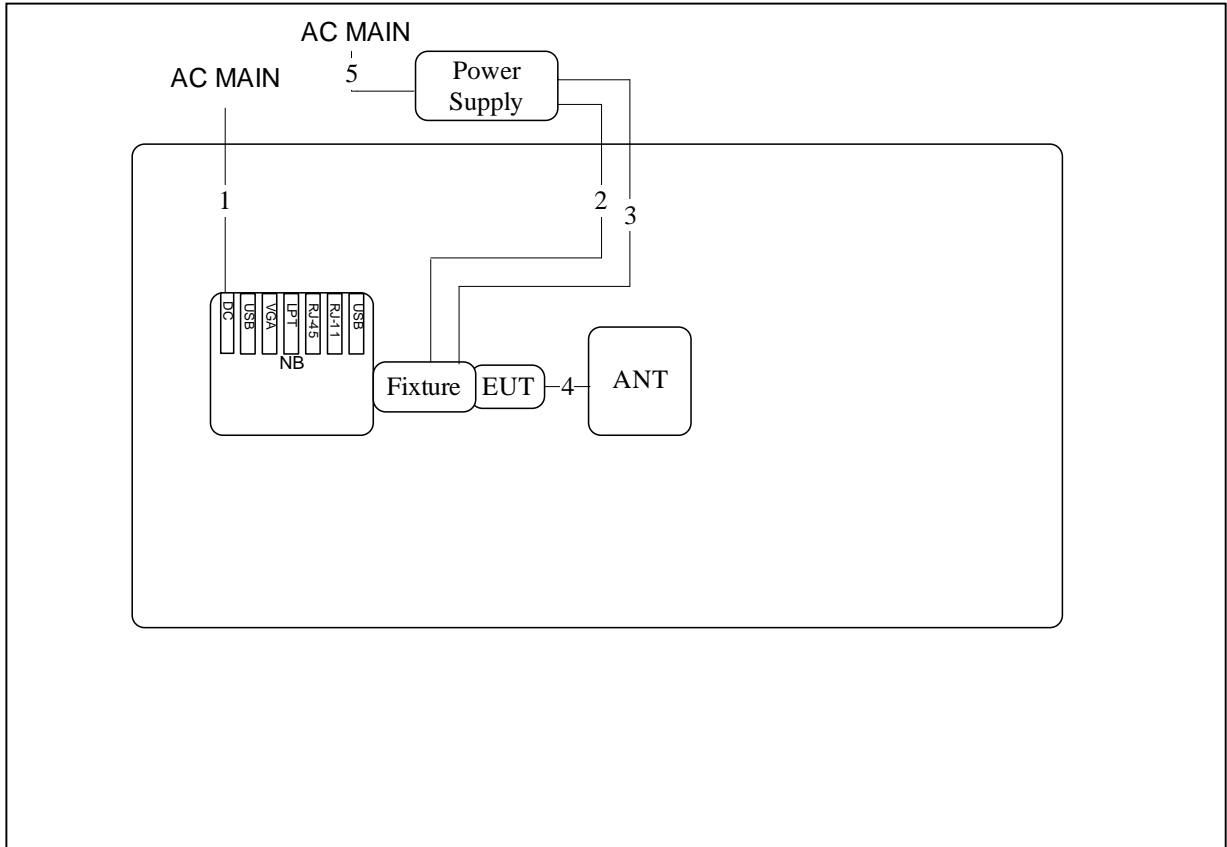 AC MAIN
5
Power
Supply
AC MAIN
1
2
3
DC
USB
VGA
LPT
RJ-45
RJ-11
USB
NB
Fixture
EUT
4
ANT